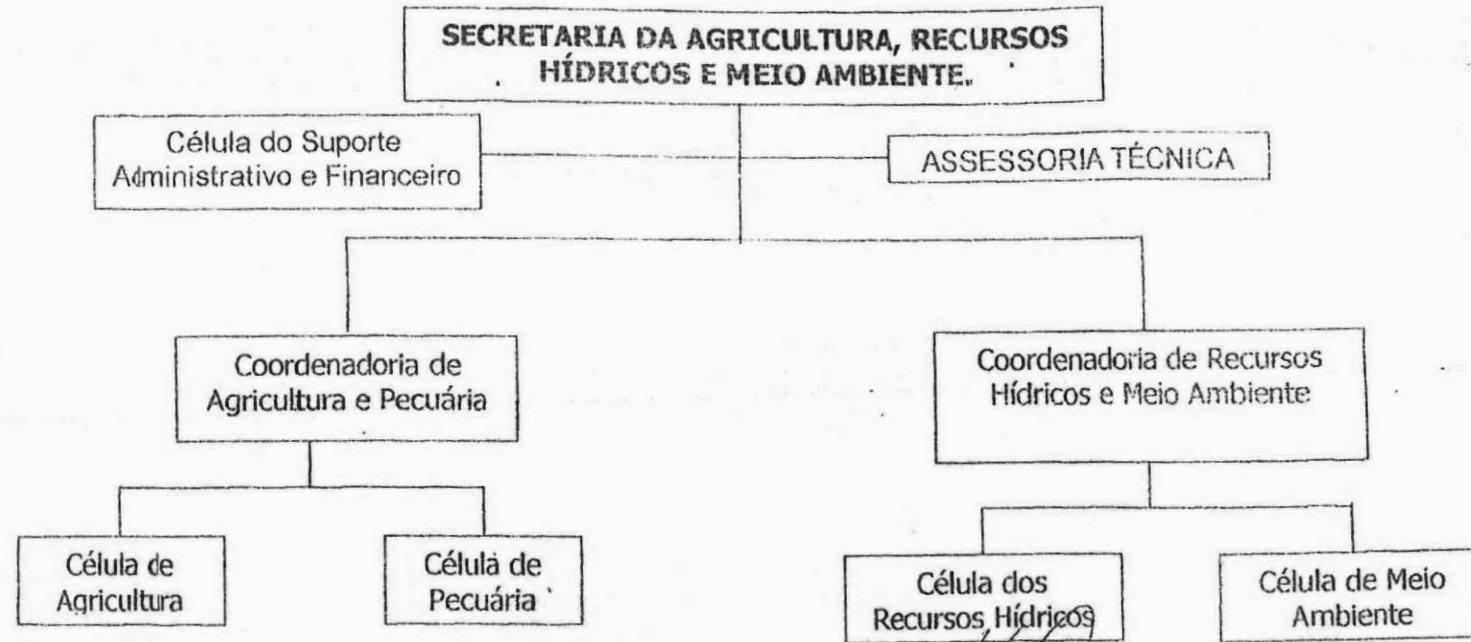 SECRETARIA DA AGRICULTURA, RECURSOS
HÍDRICOS E MEIO AMBIENTE.
Célula do Suporte
Administrativo e Financeiro
ASSESSORIA TÉCNICA
Coordenadoria de
Agricultura e Pecuária
Coordenadoria de Recursos
Hídricos e Meio Ambiente
Célula de
Agricultura
Célula de
Pecuária
Célula dos
Recursos Hídricos
Célula de Meio
Ambiente